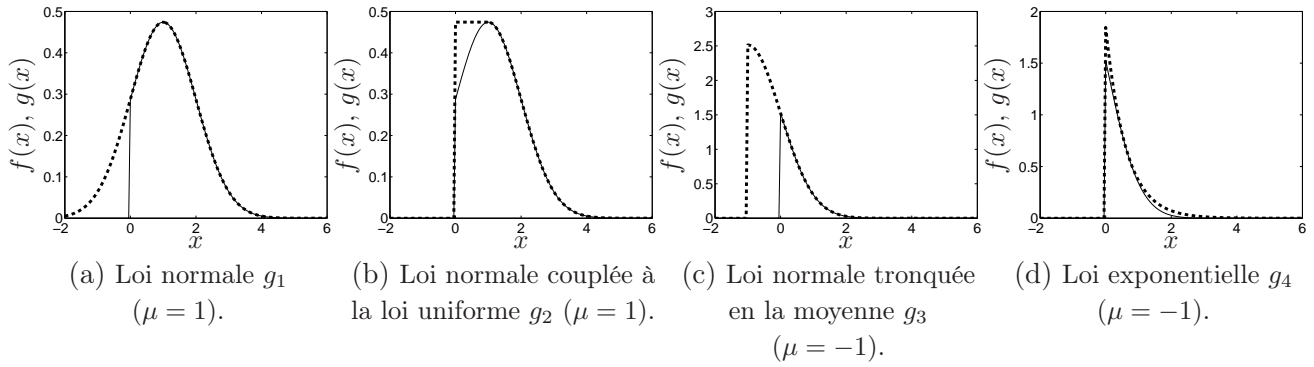 0.5
0.4
0.3
0.2
0.1
0
−2
0
2
4
6
f(x), g(x)
x
0.5
0.4
0.3
0.2
0.1
0
−2
0
2
4
6
f(x), g(x)
x
3
2.5
2
1.5
1
0.5
0
−2
0
2
4
6
f(x), g(x)
x
2
1.5
1
0.5
0
−2
0
2
4
6
f(x), g(x)
x
(a) Loi normale g₁
(μ = 1).
(b) Loi normale couplée à
la loi uniforme g₂ (μ = 1).
(c) Loi normale tronquée
en la moyenne g₃
(μ = −1).
(d) Loi exponentielle g₄
(μ = −1).